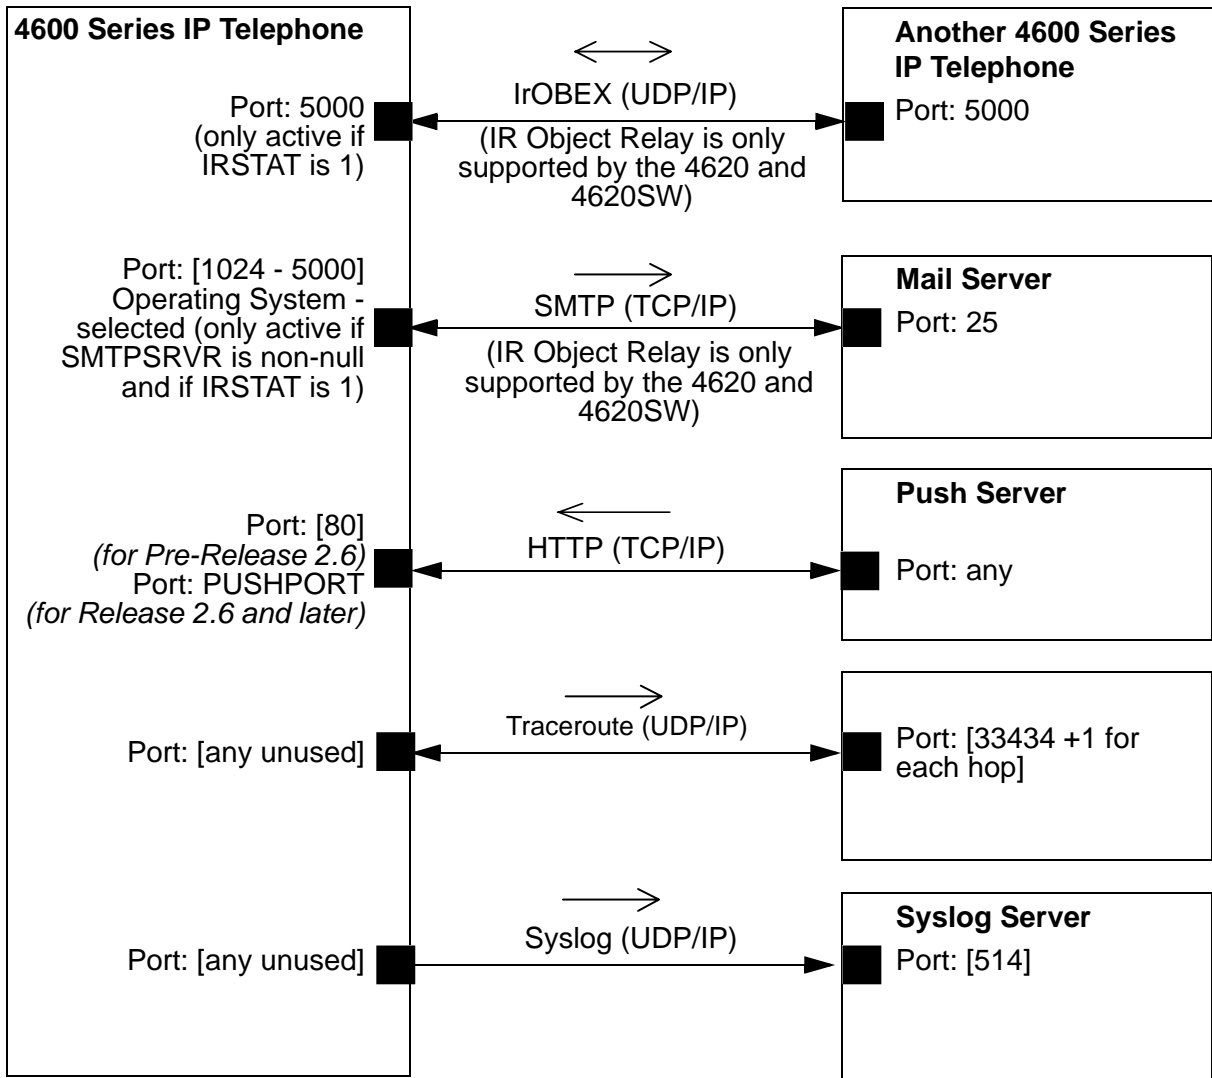 4600 Series IP Telephone
Another 4600 Series
IP Telephone
Port: 5000
(only active if
IRSTAT is 1)
IrOBEX (UDP/IP)
(IR Object Relay is only
supported by the 4620 and
4620SW)
Port: 5000
Port: [1024 - 5000]
Operating System -
selected (only active if
SMTPSRVR is non-null
and if IRSTAT is 1)
SMTP (TCP/IP)
(IR Object Relay is only
supported by the 4620 and
4620SW)
Mail Server
Port: 25
Port: [80]
(for Pre-Release 2.6)
Port: PUSHPORT
(for Release 2.6 and later)
HTTP (TCP/IP)
Push Server
Port: any
Port: [any unused]
Traceroute (UDP/IP)
Port: [33434 +1 for
each hop]
Port: [any unused]
Syslog (UDP/IP)
Syslog Server
Port: [514]